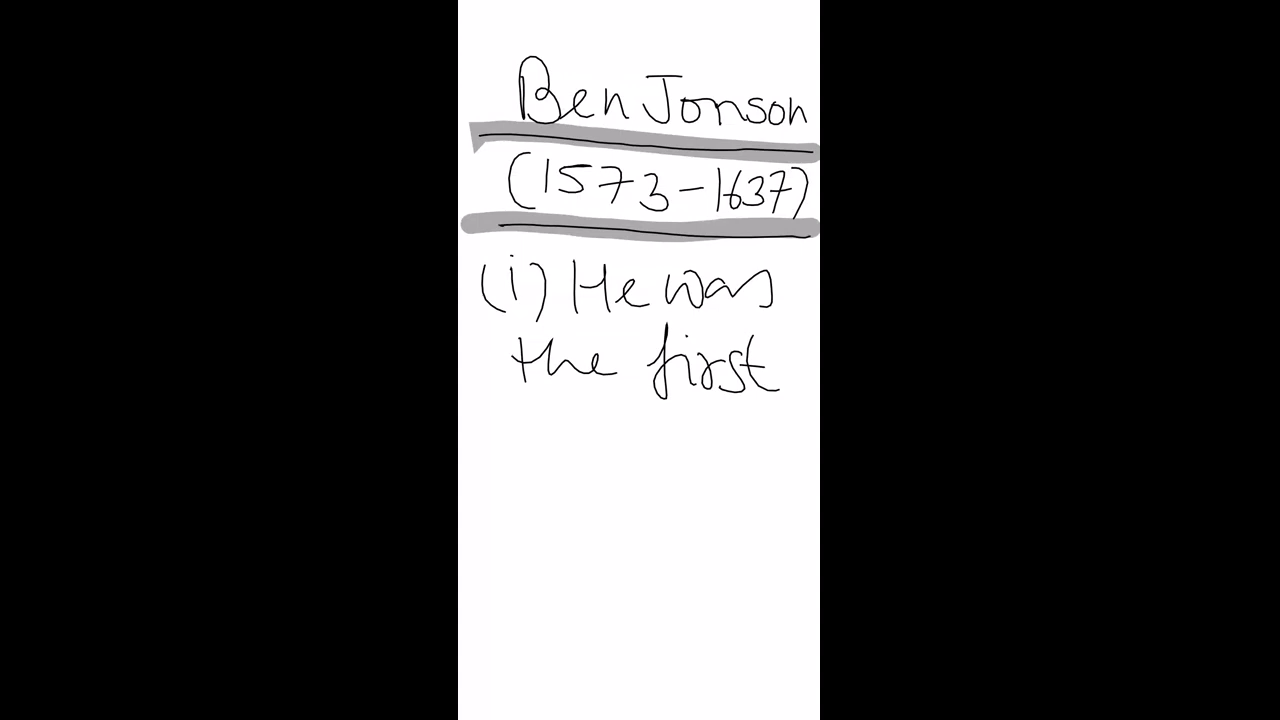 Ben Jonson
(1573-1637)
(i) He was
the first